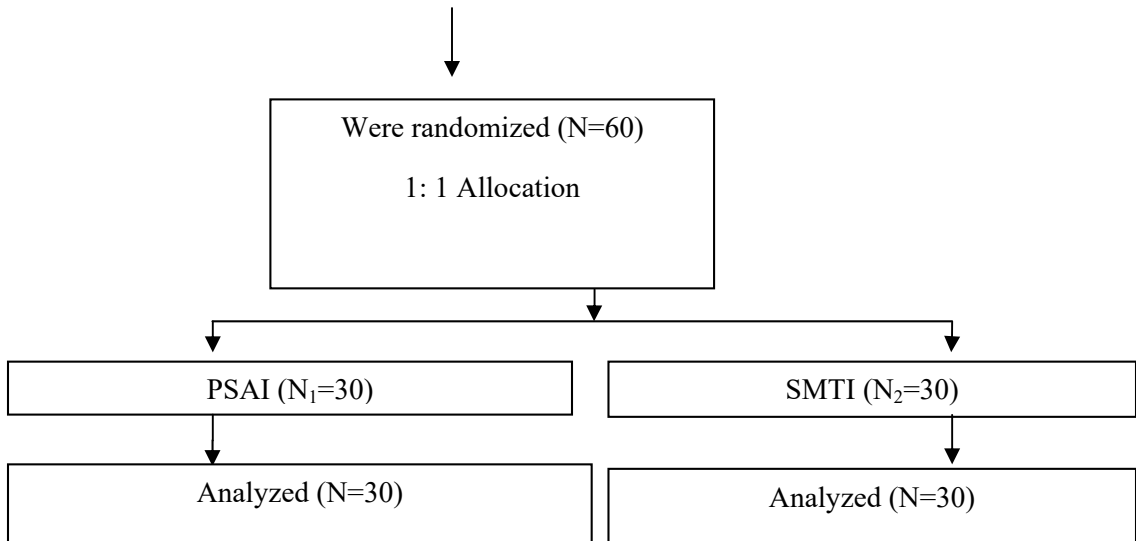 Were randomized (N=60)
1: 1 Allocation
PSAI (N₁=30)
SMTI (N₂=30)
Analyzed (N=30)
Analyzed (N=30)